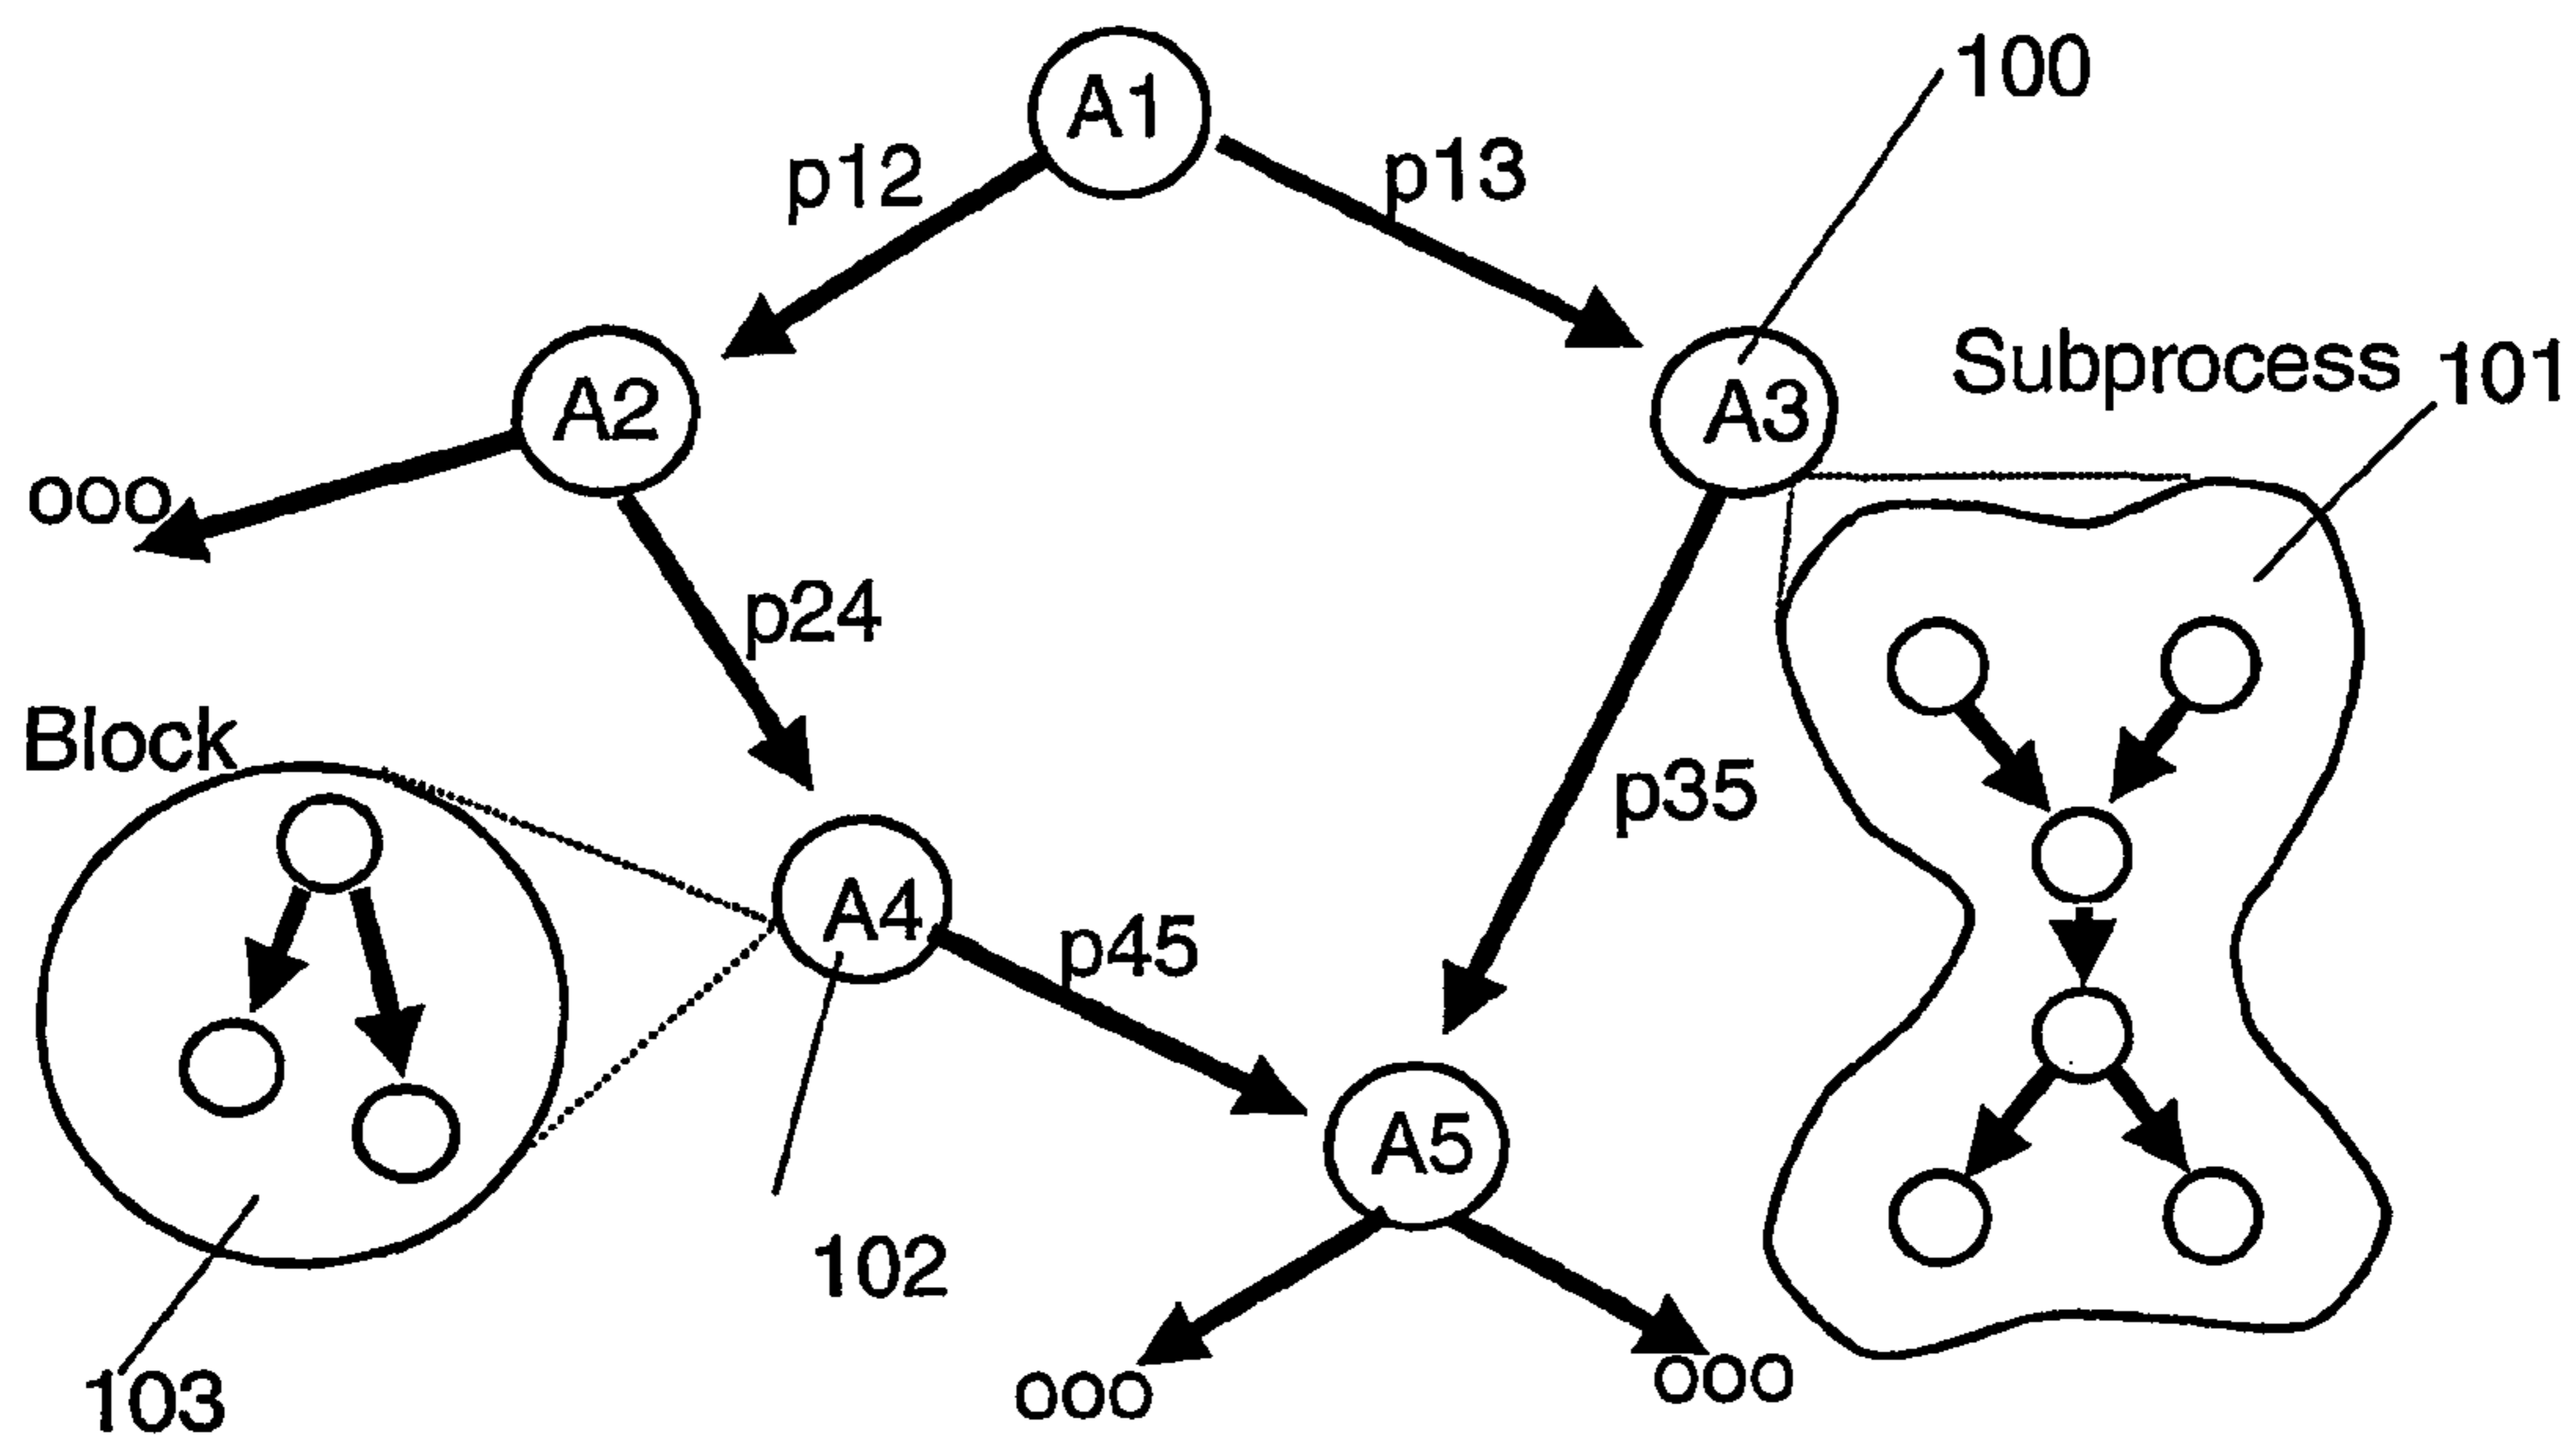 A1
100
p12
p13
A2
A3
Subprocess
101
ooo
p24
Block
p35
A4
p45
A5
102
103
ooo
ooo